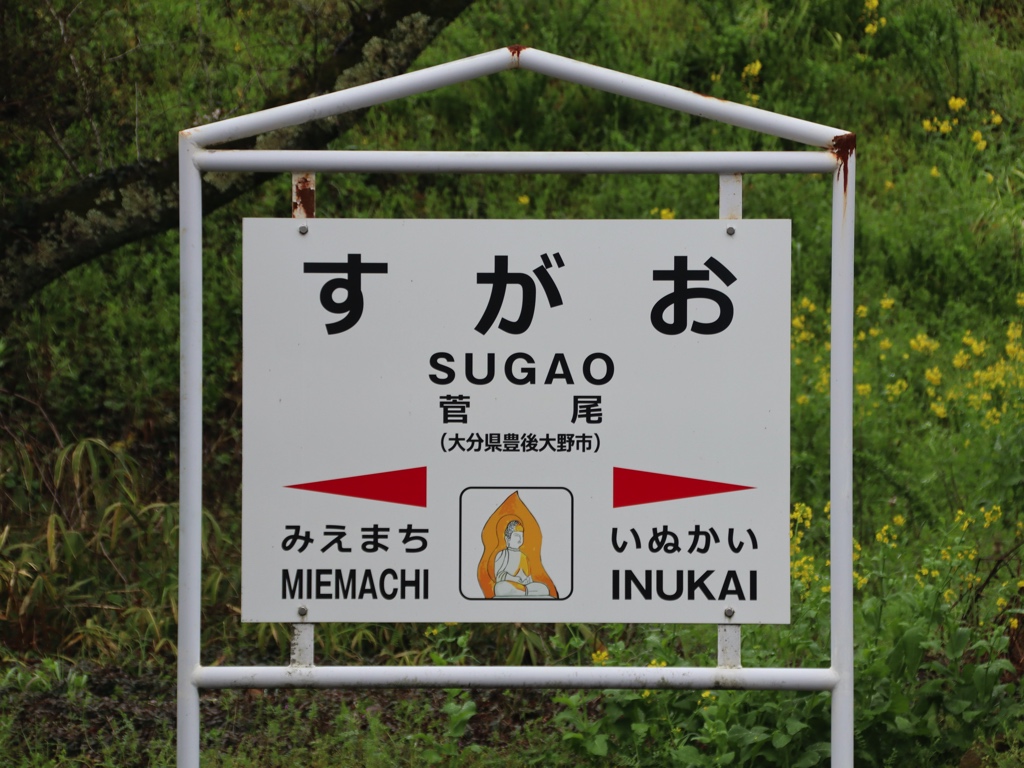 すがお
SUGAO
菅尾
(大分県豊後大野市)
みえまち いぬかい
MIEMACHI INUKAI